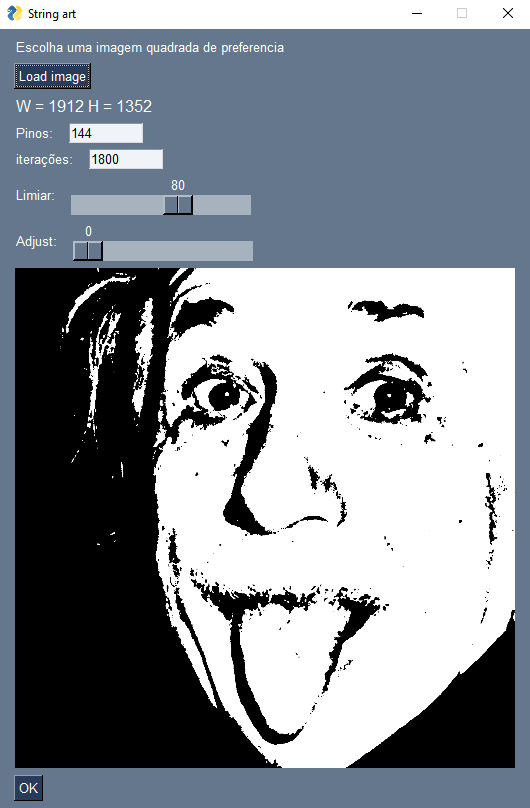 String art
Escolha uma imagem quadrada de preferencia
Load image
W = 1912 H = 1352
Pinos: 144
iterações: 1800
80
Limiar:
0
Adjust:
OK